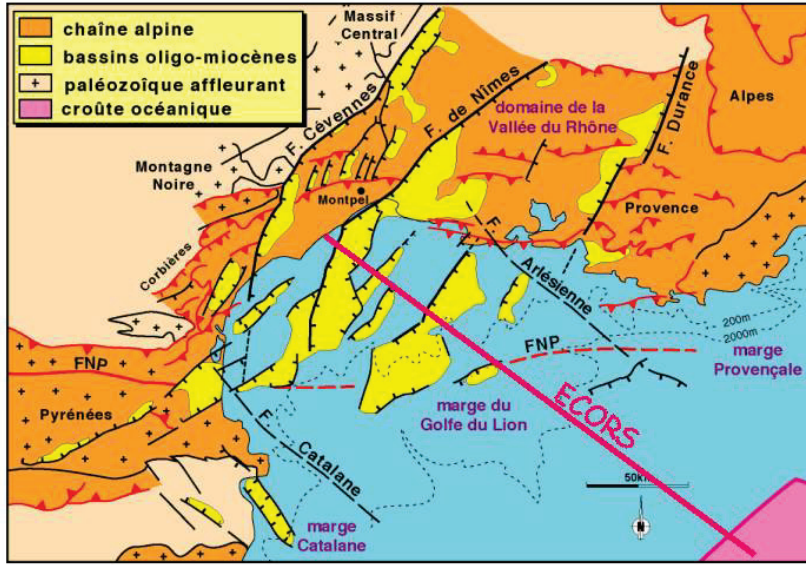 chaîne alpine
bassins oligo-miocènes
paléozoïque affleurant
croûte océanique
Massif
Central
F. Cévennes
F. de Nîmes
domaine de la
Vallée du Rhône
F. Durance
Alpes
Montagne
Noire
Montpel
Provence
Corbières
F.
Arlésienne
200m
2000m
FNP
FNP
marge
Provençale
Pyrénées
marge du
Golfe du Lion
ECORS
F.
Catalane
50km
N
marge
Catalane